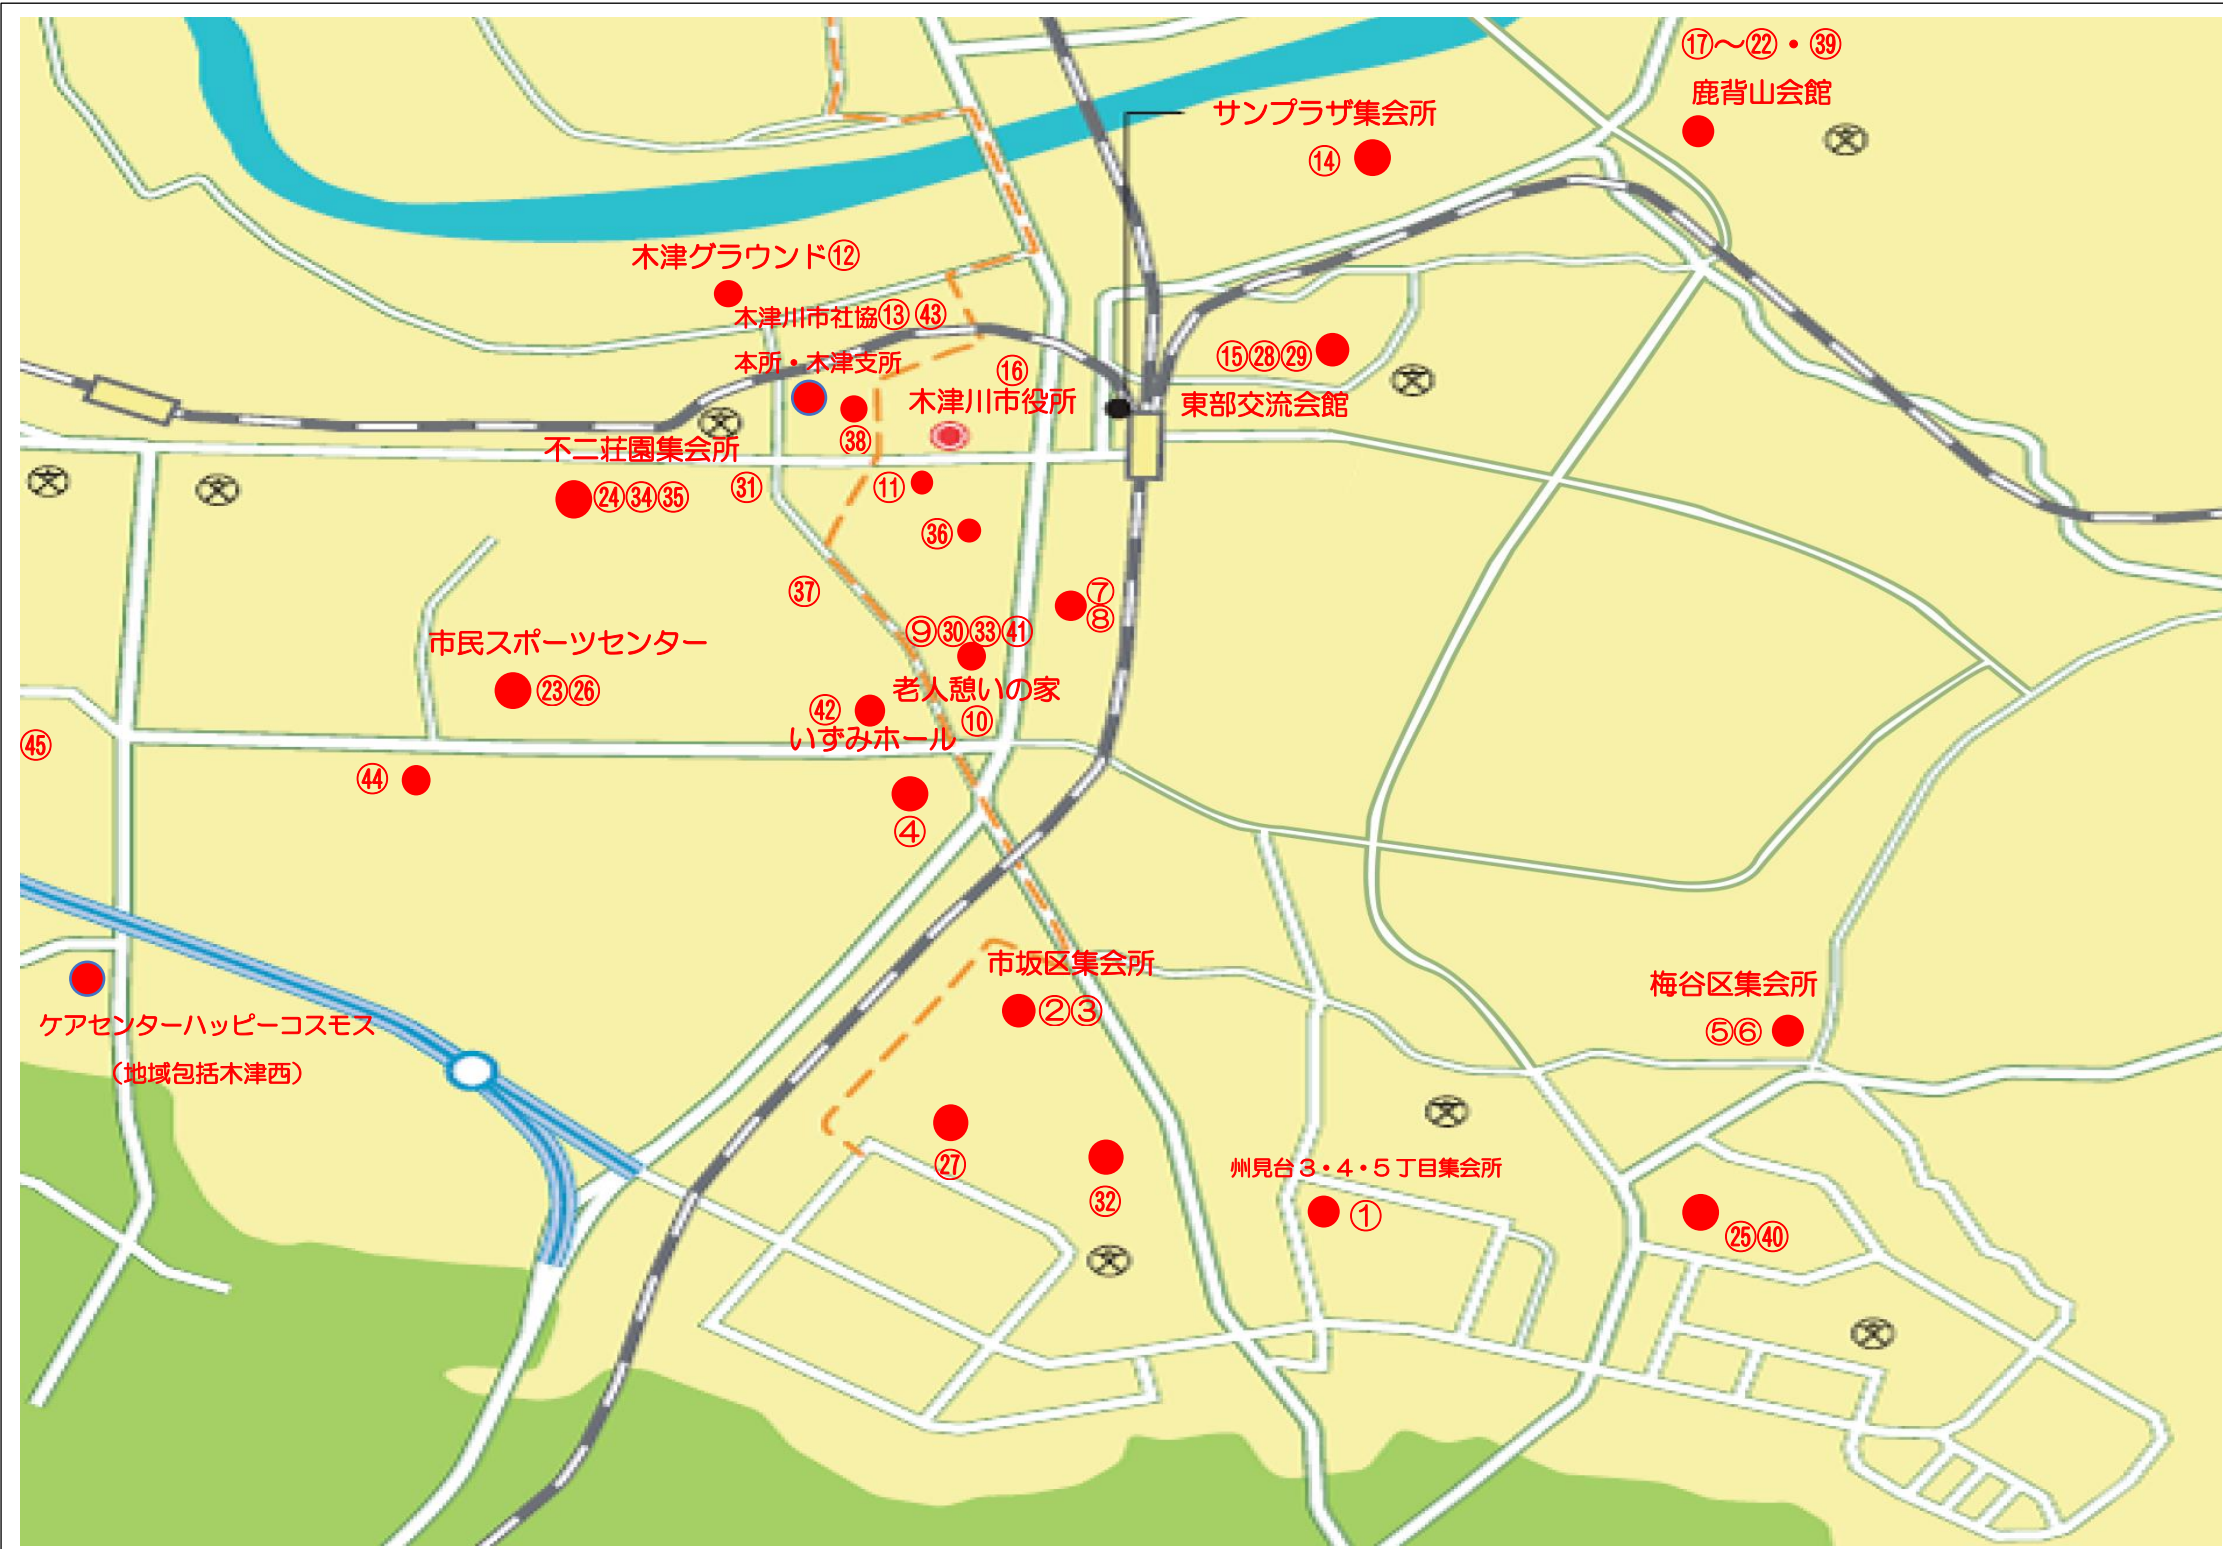 ⑰～㉒・㊴
鹿背山会館
サンプラザ集会所
⑭
木津グラウンド⑫
木津川市社協⑬㊸
本所・木津支所
⑯
木津川市役所
⑮㉘㉙
東部交流会館
㊳
不二荘園集会所
㉔㉞㉟
㉛
⑪
㊱
㊲
⑦
⑧
⑨㉚㉝㊶
老人憩いの家
⑩
市民スポーツセンター
㉓㉖
㊷
いずみホール
㊺
㊹
④
市坂区集会所
②③
梅谷区集会所
⑤⑥
ケアセンターハッピーコスモス
（地域包括木津西）
㉗
㉜
州見台３・４・５丁目集会所
①
㉕㊵